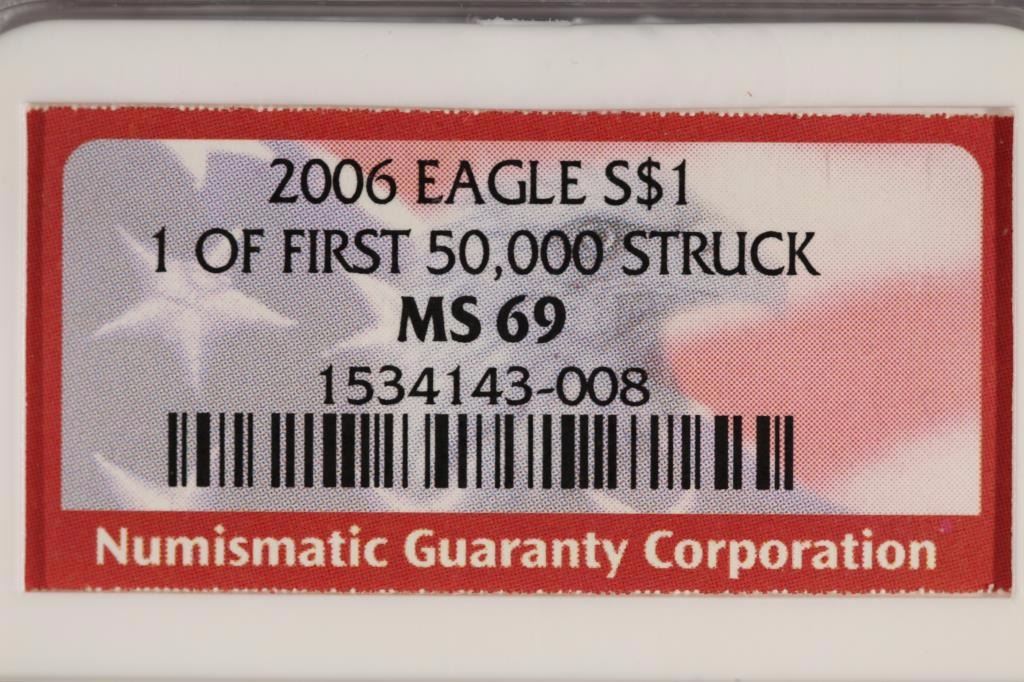 2006 EAGLE S$1
1 OF FIRST 50,000 STRUCK
MS 69
1534143-008
Numismatic Guaranty Corporation